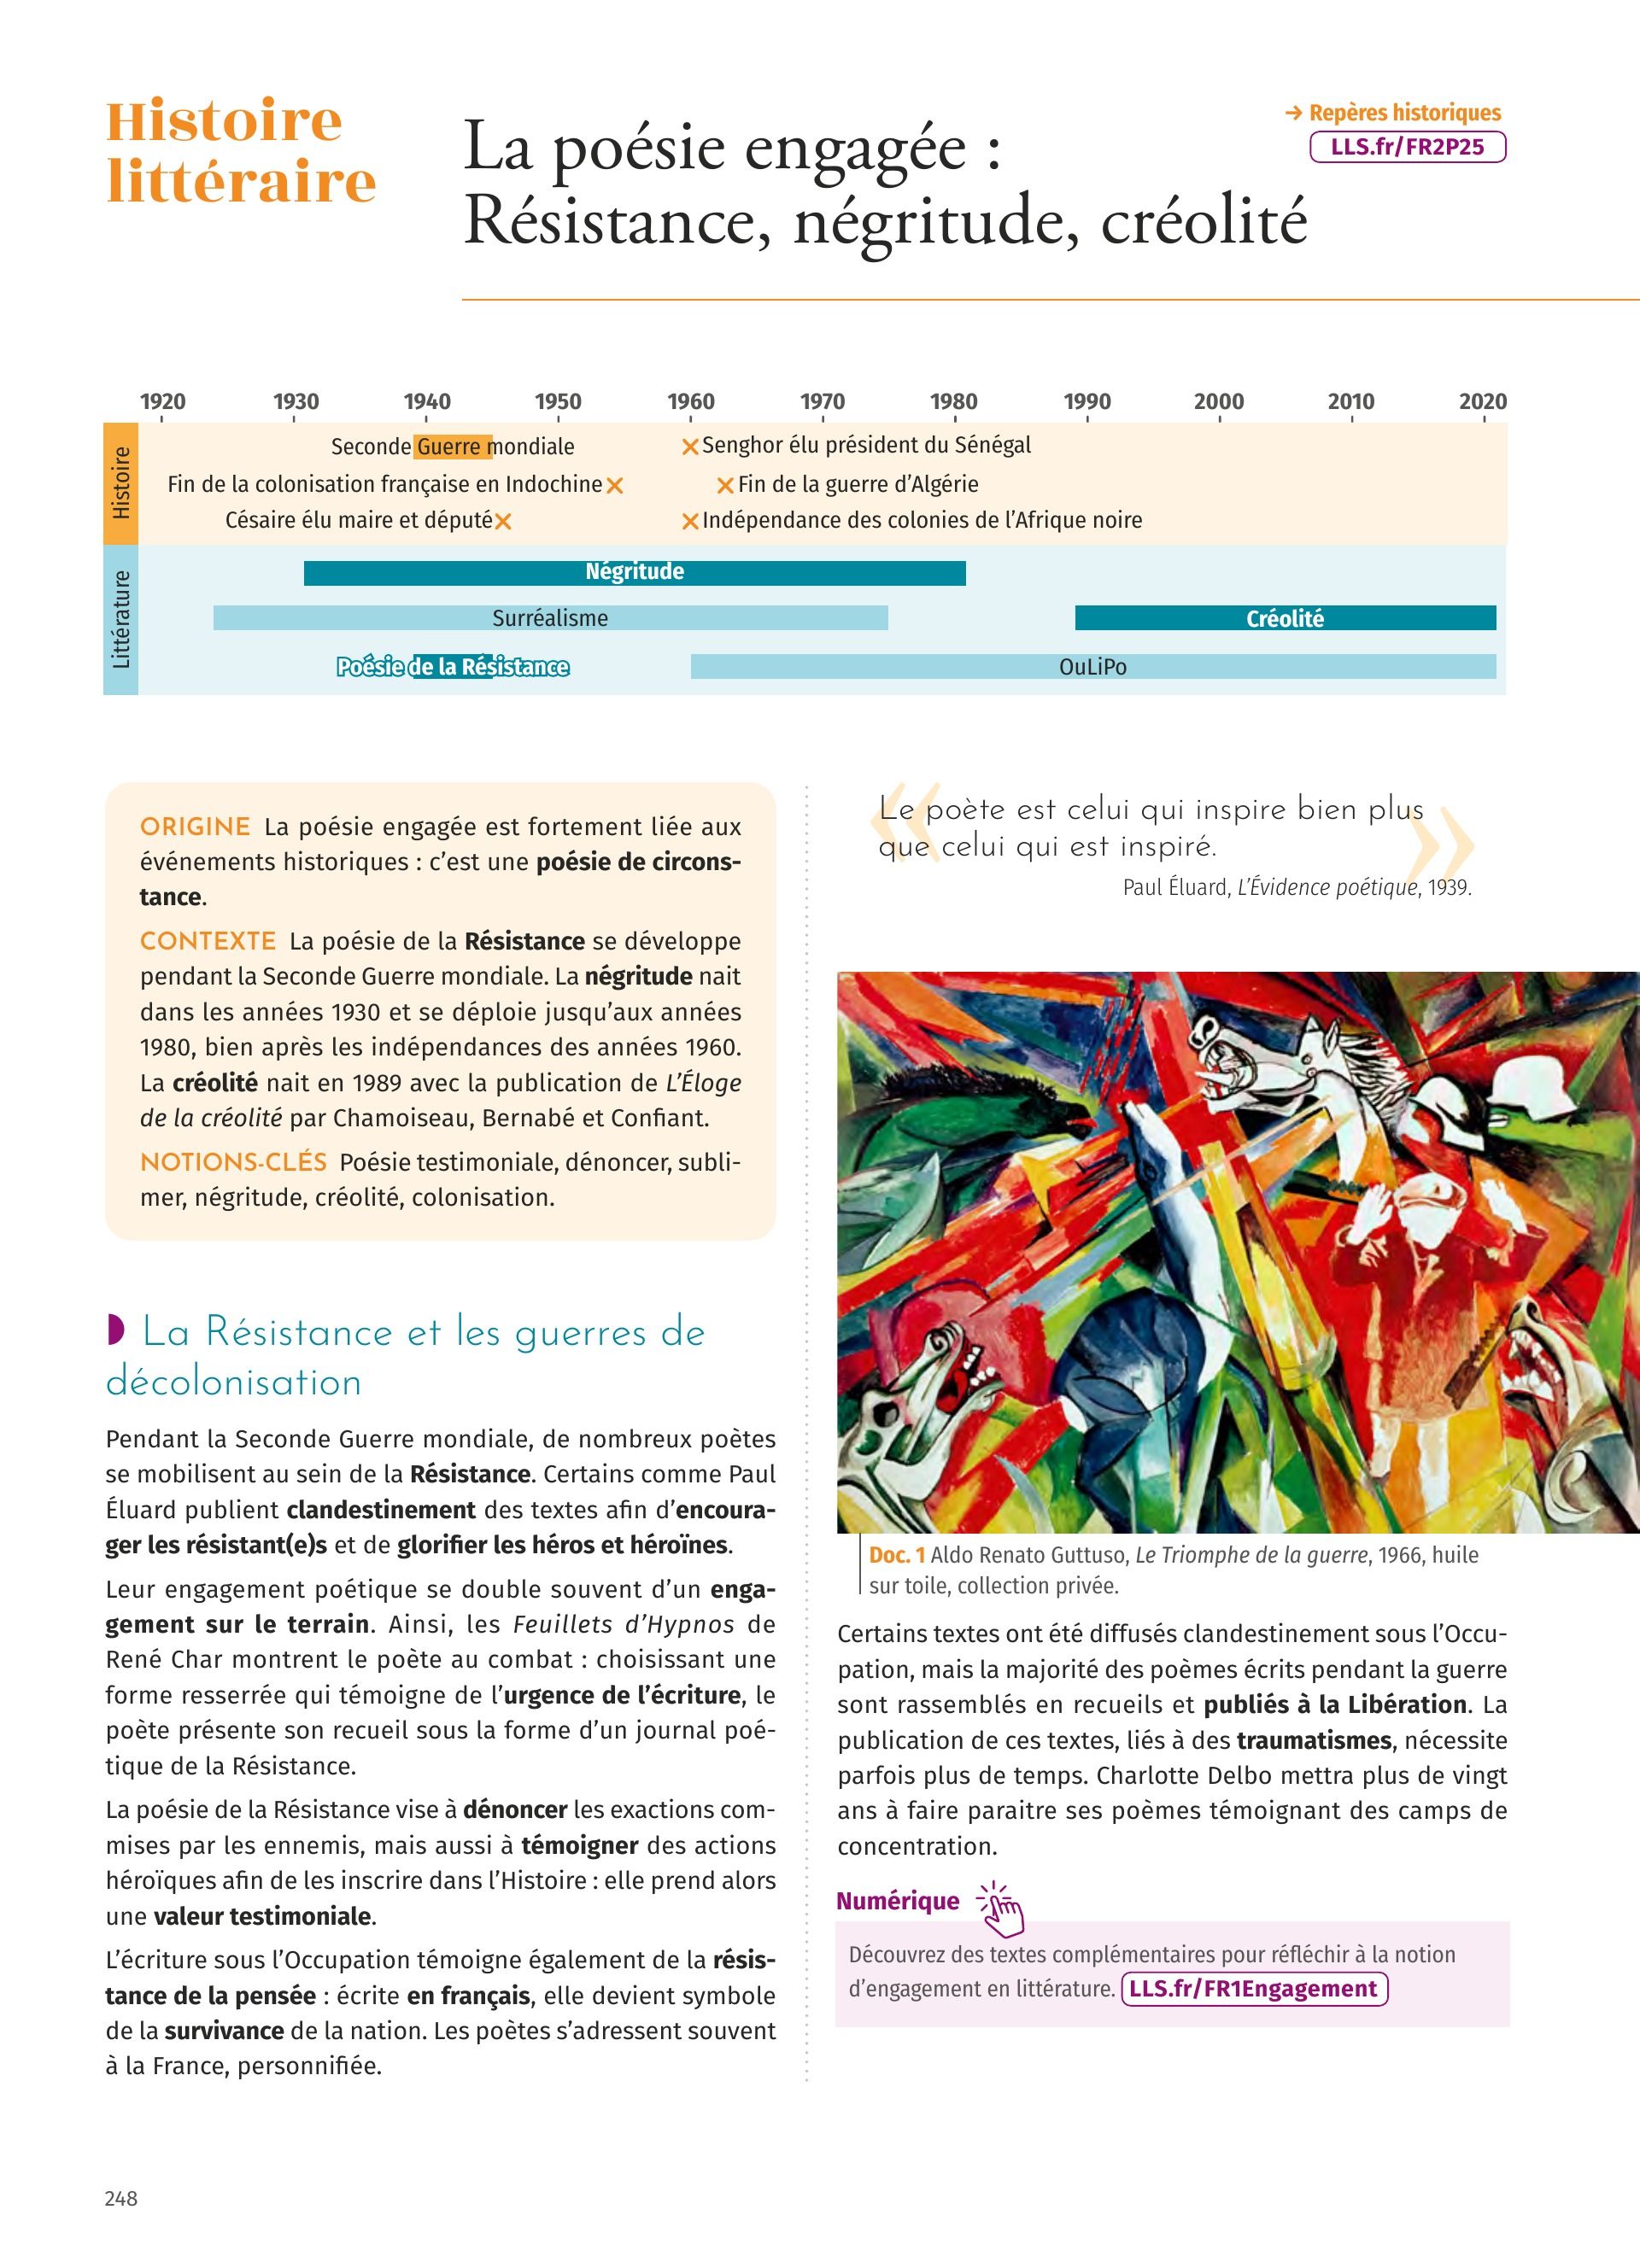 Histoire
littéraire
La poésie engagée :
Résistance, négritude, créolité
→ Repères historiques
LLS.fr/FR2P25
1920 1930 1940 1950 1960 1970 1980 1990 2000 2010 2020
Histoire
Seconde Guerre mondiale
Senghor élu président du Sénégal
Fin de la colonisation française en Indochine
Fin de la guerre d’Algérie
Césaire élu maire et député
Indépendance des colonies de l’Afrique noire
Littérature
Négritude
Surréalisme
Créolité
Poésie de la Résistance
OuLiPo
ORIGINE La poésie engagée est fortement liée aux
événements historiques : c’est une poésie de circons-
tance.
CONTEXTE La poésie de la Résistance se développe
pendant la Seconde Guerre mondiale. La négritude nait
dans les années 1930 et se déploie jusqu’aux années
1980, bien après les indépendances des années 1960.
La créolité nait en 1989 avec la publication de L’Éloge
de la créolité par Chamoiseau, Bernabé et Confiant.
NOTIONS-CLÉS Poésie testimoniale, dénoncer, subli-
mer, négritude, créolité, colonisation.
La Résistance et les guerres de
décolonisation
Pendant la Seconde Guerre mondiale, de nombreux poètes
se mobilisent au sein de la Résistance. Certains comme Paul
Éluard publient clandestinement des textes afin d’encoura-
ger les résistant(e)s et de glorifier les héros et héroïnes.
Leur engagement poétique se double souvent d’un enga-
gement sur le terrain. Ainsi, les Feuillets d’Hypnos de
René Char montrent le poète au combat : choisissant une
forme resserrée qui témoigne de l’urgence de l’écriture, le
poète présente son recueil sous la forme d’un journal poé-
tique de la Résistance.
La poésie de la Résistance vise à dénoncer les exactions com-
mises par les ennemis, mais aussi à témoigner des actions
héroïques afin de les inscrire dans l’Histoire : elle prend alors
une valeur testimoniale.
L’écriture sous l’Occupation témoigne également de la résis-
tance de la pensée : écrite en français, elle devient symbole
de la survivance de la nation. Les poètes s’adressent souvent
à la France, personnifiée.
« Le poète est celui qui inspire bien plus
que celui qui est inspiré. »
Paul Éluard, L’Évidence poétique, 1939.
Doc. 1 Aldo Renato Guttuso, Le Triomphe de la guerre, 1966, huile
sur toile, collection privée.
Certains textes ont été diffusés clandestinement sous l’Occu-
pation, mais la majorité des poèmes écrits pendant la guerre
sont rassemblés en recueils et publiés à la Libération. La
publication de ces textes, liés à des traumatismes, nécessite
parfois plus de temps. Charlotte Delbo mettra plus de vingt
ans à faire paraitre ses poèmes témoignant des camps de
concentration.
Numérique
Découvrez des textes complémentaires pour réfléchir à la notion
d’engagement en littérature. LLS.fr/FR1Engagement
248